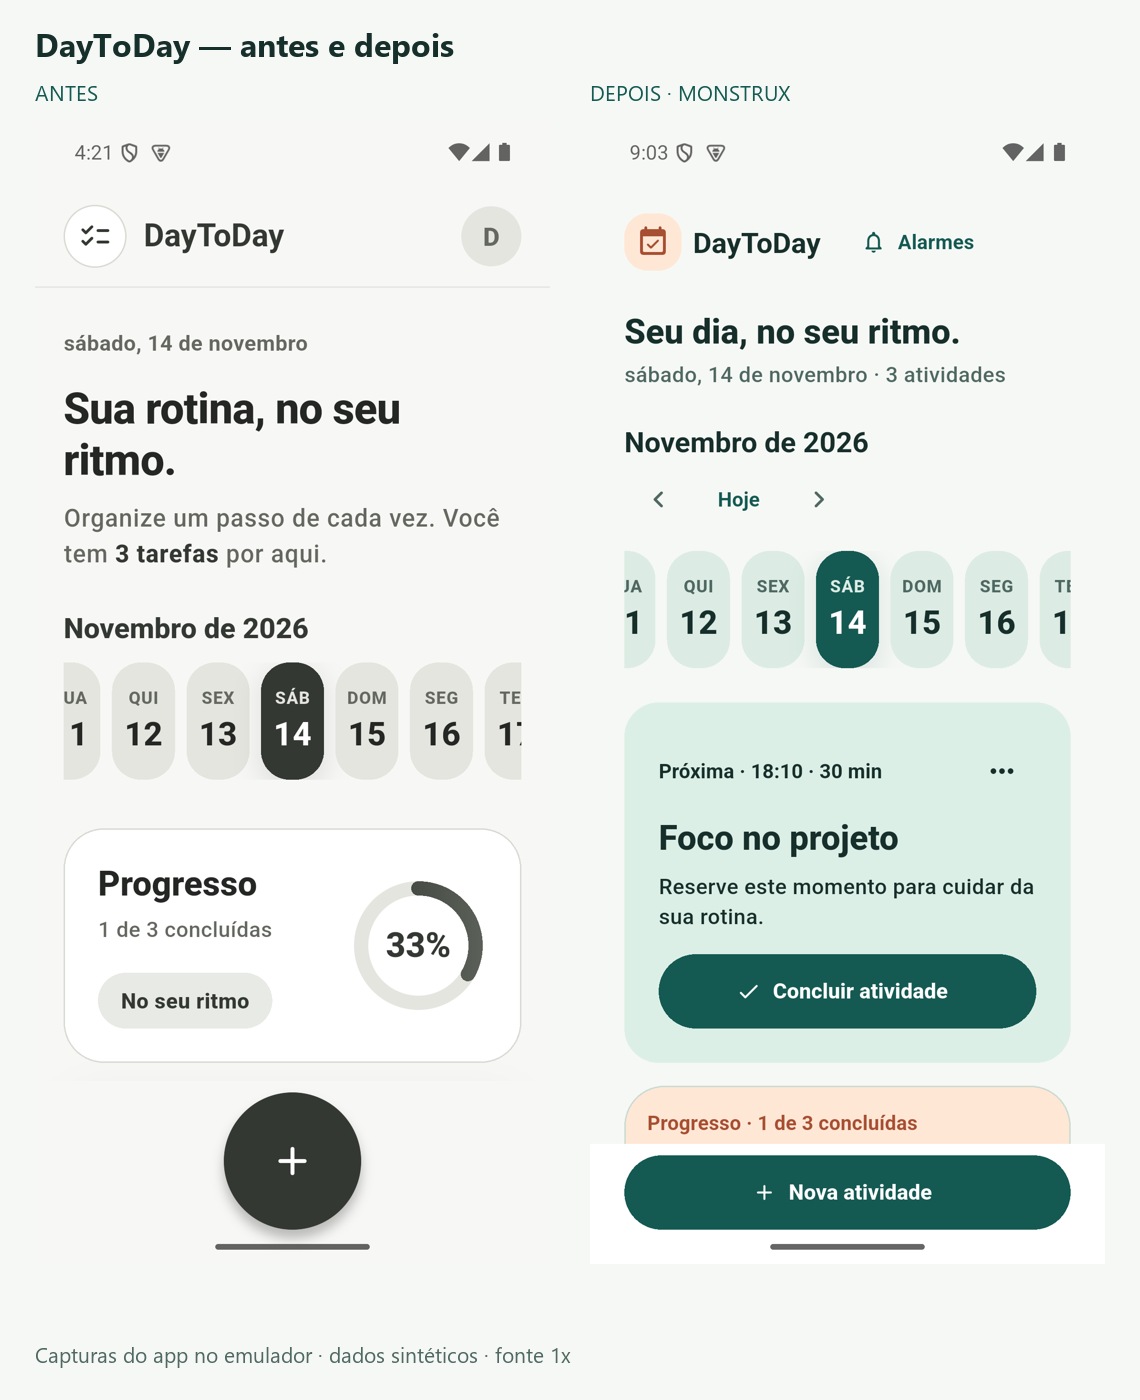 DayToDay — antes e depois
ANTES
4:21
DayToDay
D
sábado, 14 de novembro
Sua rotina, no seu
ritmo.
Organize um passo de cada vez. Você
tem 3 tarefas por aqui.
Novembro de 2026
UA QUI SEX SÁB DOM SEG TE
1 12 13 14 15 16 17
Progresso
1 de 3 concluídas
33%
No seu ritmo
+
DEPOIS · MONSTRUX
9:03
DayToDay
Alarmes
Seu dia, no seu ritmo.
sábado, 14 de novembro · 3 atividades
Novembro de 2026
Hoje
UA QUI SEX SÁB DOM SEG TE
1 12 13 14 15 16 1
Próxima · 18:10 · 30 min
Foco no projeto
Reserve este momento para cuidar da
sua rotina.
Concluir atividade
Progresso · 1 de 3 concluídas
+ Nova atividade
Capturas do app no emulador · dados sintéticos · fonte 1x